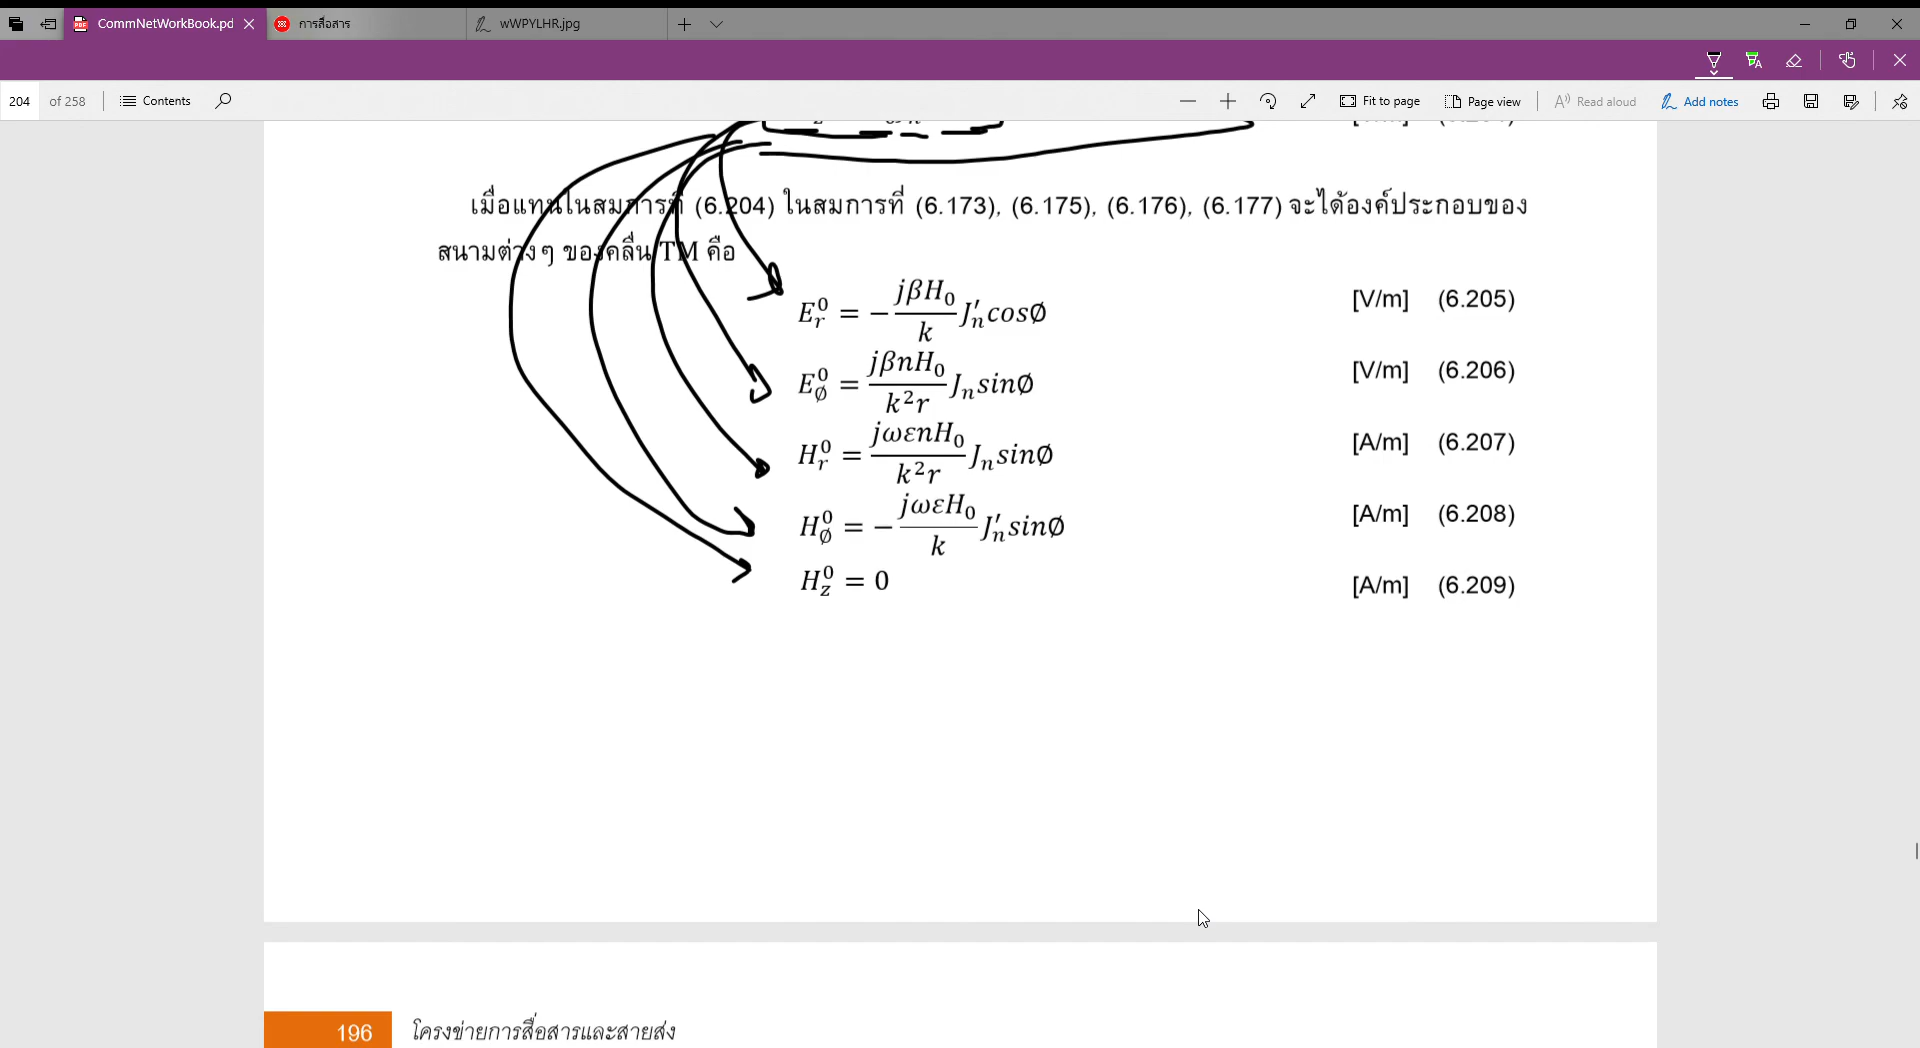 CommNetWorkBook.pd
การสื่อสาร
wWPYLHR.jpg
204 of 258 Contents Fit to page Page view Read aloud Add notes
เมื่อแทนในสมการที่ (6.204) ในสมการที่ (6.173), (6.175), (6.176), (6.177) จะได้องค์ประกอบของ
สนามต่างๆ ของคลื่น TM คือ
E_r^0 = -\frac{jβH_0}{k} J_n' cosØ [V/m] (6.205)
E_Ø^0 = \frac{jβnH_0}{k^2 r} J_n sinØ [V/m] (6.206)
H_r^0 = \frac{jωεnH_0}{k^2 r} J_n sinØ [A/m] (6.207)
H_Ø^0 = -\frac{jωεH_0}{k} J_n' sinØ [A/m] (6.208)
H_z^0 = 0 [A/m] (6.209)
196 โครงข่ายการสื่อสารและสายส่ง